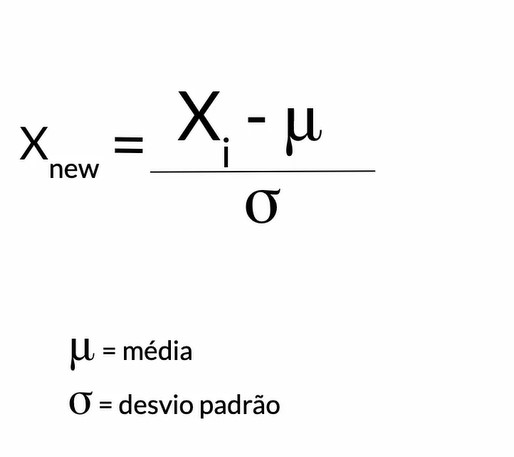 X_new = (X_i - μ) / σ
μ = média
σ = desvio padrão